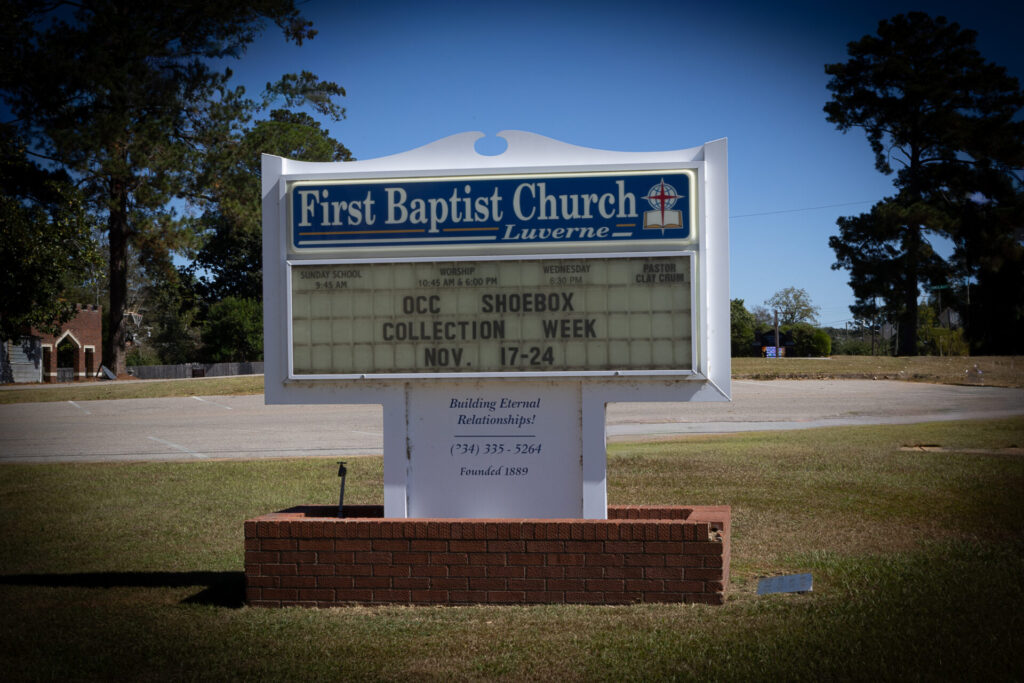 First Baptist Church
Luverne
SUNDAY SCHOOL WORSHIP WEDNESDAY PASTOR
9:45 AM 10:45 AM & 6:00 PM 6:30 PM CLAY CRUM
OCC SHOEBOX
COLLECTION WEEK
NOV. 17-24
Building Eternal
Relationships!
(334) 335 - 5264
Founded 1889